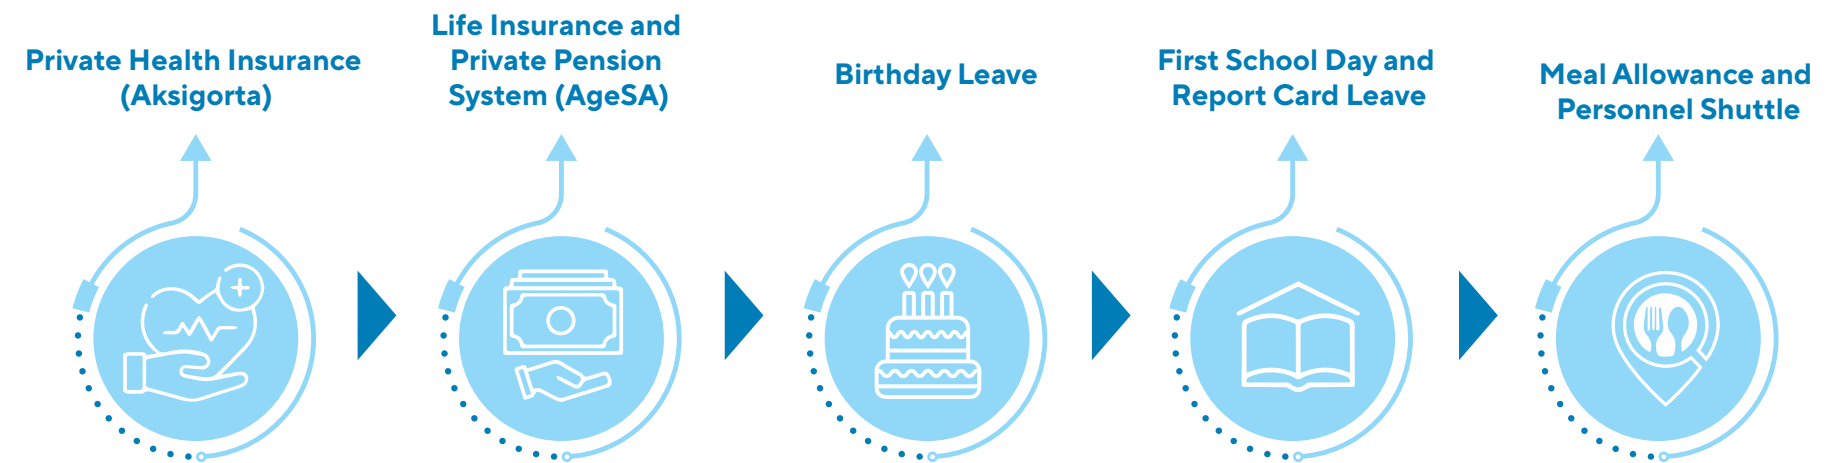 Private Health Insurance
(Aksigorta)
Life Insurance and
Private Pension
System (AgeSA)
Birthday Leave
First School Day and
Report Card Leave
Meal Allowance and
Personnel Shuttle